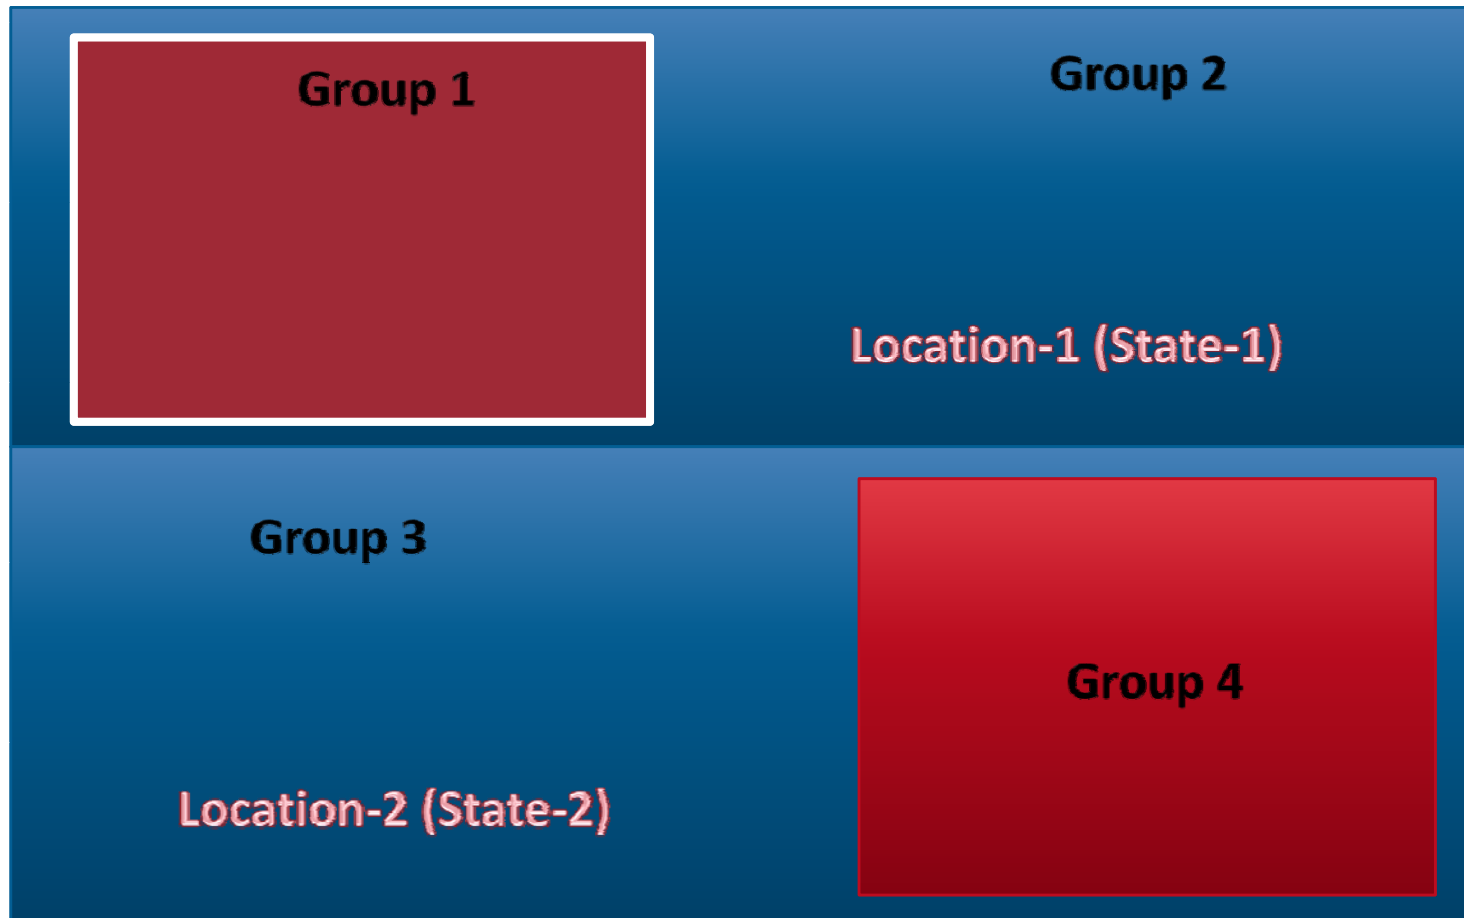 Group 1
Group 2
Location-1 (State-1)
Group 3
Group 4
Location-2 (State-2)